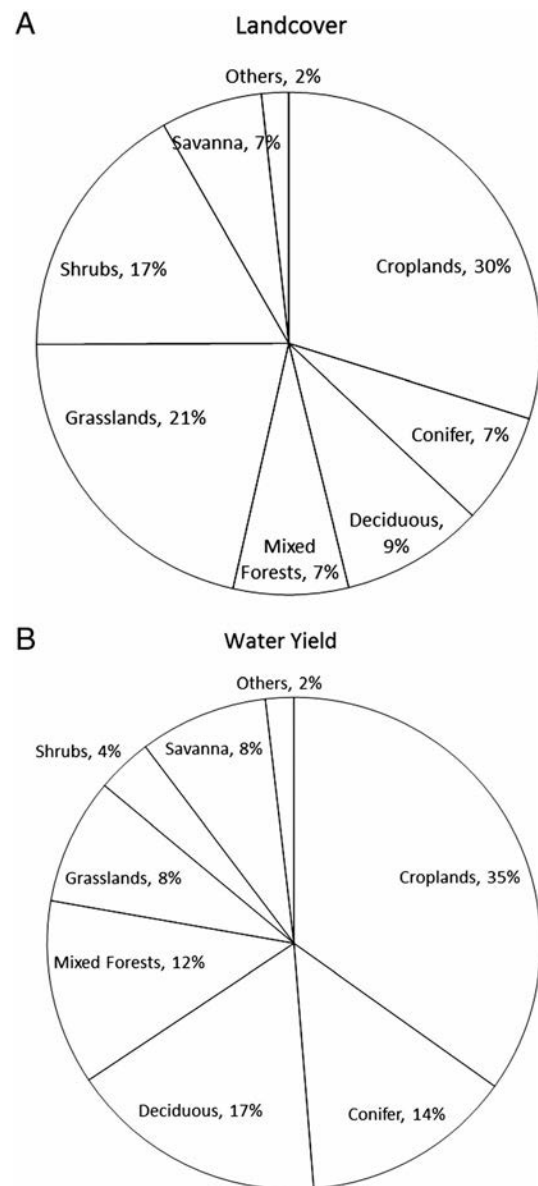 A
Landcover
Others, 2%
Savanna, 7%
Croplands, 30%
Shrubs, 17%
Grasslands, 21%
Conifer, 7%
Deciduous,
9%
Mixed
Forests, 7%
B
Water Yield
Others, 2%
Shrubs, 4%
Savanna, 8%
Grasslands, 8%
Croplands, 35%
Mixed Forests, 12%
Deciduous, 17%
Conifer, 14%